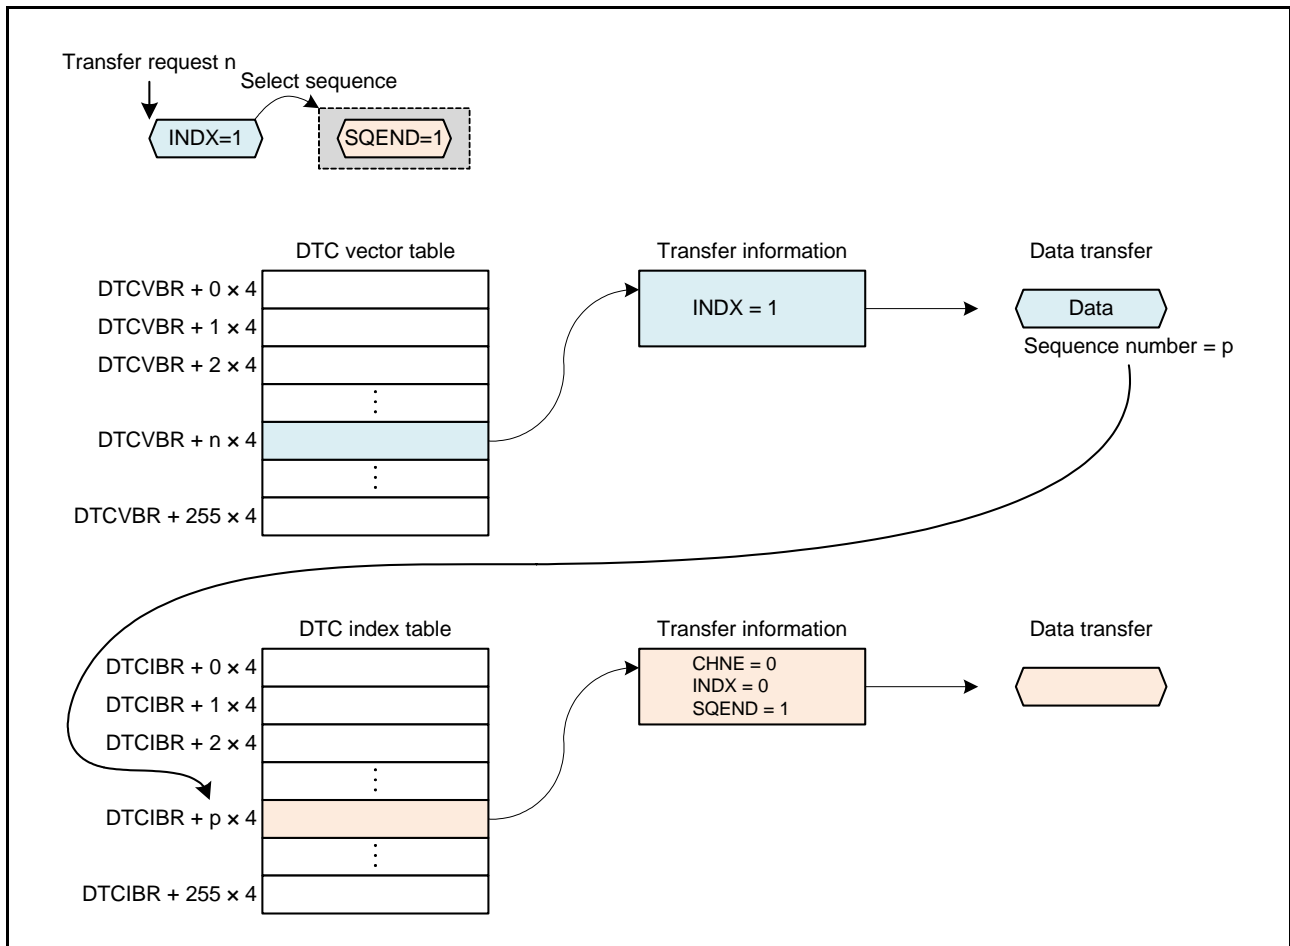 Transfer request n
Select sequence
INDX=1
SQEND=1
DTC vector table
Transfer information
Data transfer
DTCVBR + 0 × 4
DTCVBR + 1 × 4
DTCVBR + 2 × 4
⋮
DTCVBR + n × 4
⋮
DTCVBR + 255 × 4
INDX = 1
Data
Sequence number = p
DTC index table
Transfer information
Data transfer
DTCIBR + 0 × 4
DTCIBR + 1 × 4
DTCIBR + 2 × 4
⋮
DTCIBR + p × 4
⋮
DTCIBR + 255 × 4
CHNE = 0
INDX = 0
SQEND = 1